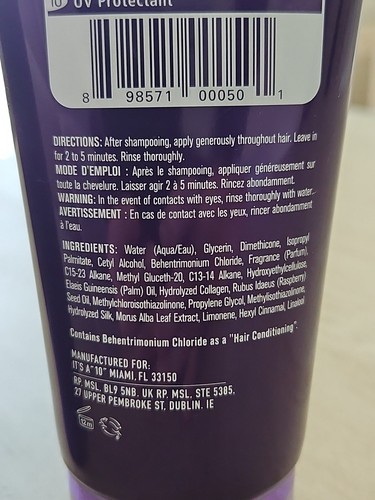 10 UV Protectant
8 98571 00050 1
DIRECTIONS: After shampooing, apply generously throughout hair. Leave in
for 2 to 5 minutes. Rinse thoroughly.
MODE D'EMPLOI : Après le shampooing, appliquer généreusement sur
toute la chevelure. Laisser agir 2 à 5 minutes. Rincez abondamment.
WARNING: In the event of contacts with eyes, rinse thoroughly with water.
AVERTISSEMENT : En cas de contact avec les yeux, rincer abondamment
à l'eau.
INGREDIENTS: Water (Aqua/Eau), Glycerin, Dimethicone, Isopropyl
Palmitate, Cetyl Alcohol, Behentrimonium Chloride, Fragrance (Parfum),
C15-23 Alkane, Methyl Gluceth-20, C13-14 Alkane, Hydroxyethylcellulose,
Elaeis Guineensis (Palm) Oil, Hydrolyzed Collagen, Rubus Idaeus (Raspberry)
Seed Oil, Methylchloroisothiazolinone, Propylene Glycol, Methylisothiazolinone,
Hydrolyzed Silk, Morus Alba Leaf Extract, Limonene, Hexyl Cinnamal, Linalool
Contains Behentrimonium Chloride as a "Hair Conditioning".
MANUFACTURED FOR:
IT'S A "10" MIAMI, FL 33150
RP. MSL. BL9 5NB. UK RP. MSL. STE 5385.
27 UPPER PEMBROKE ST, DUBLIN. IE
12m